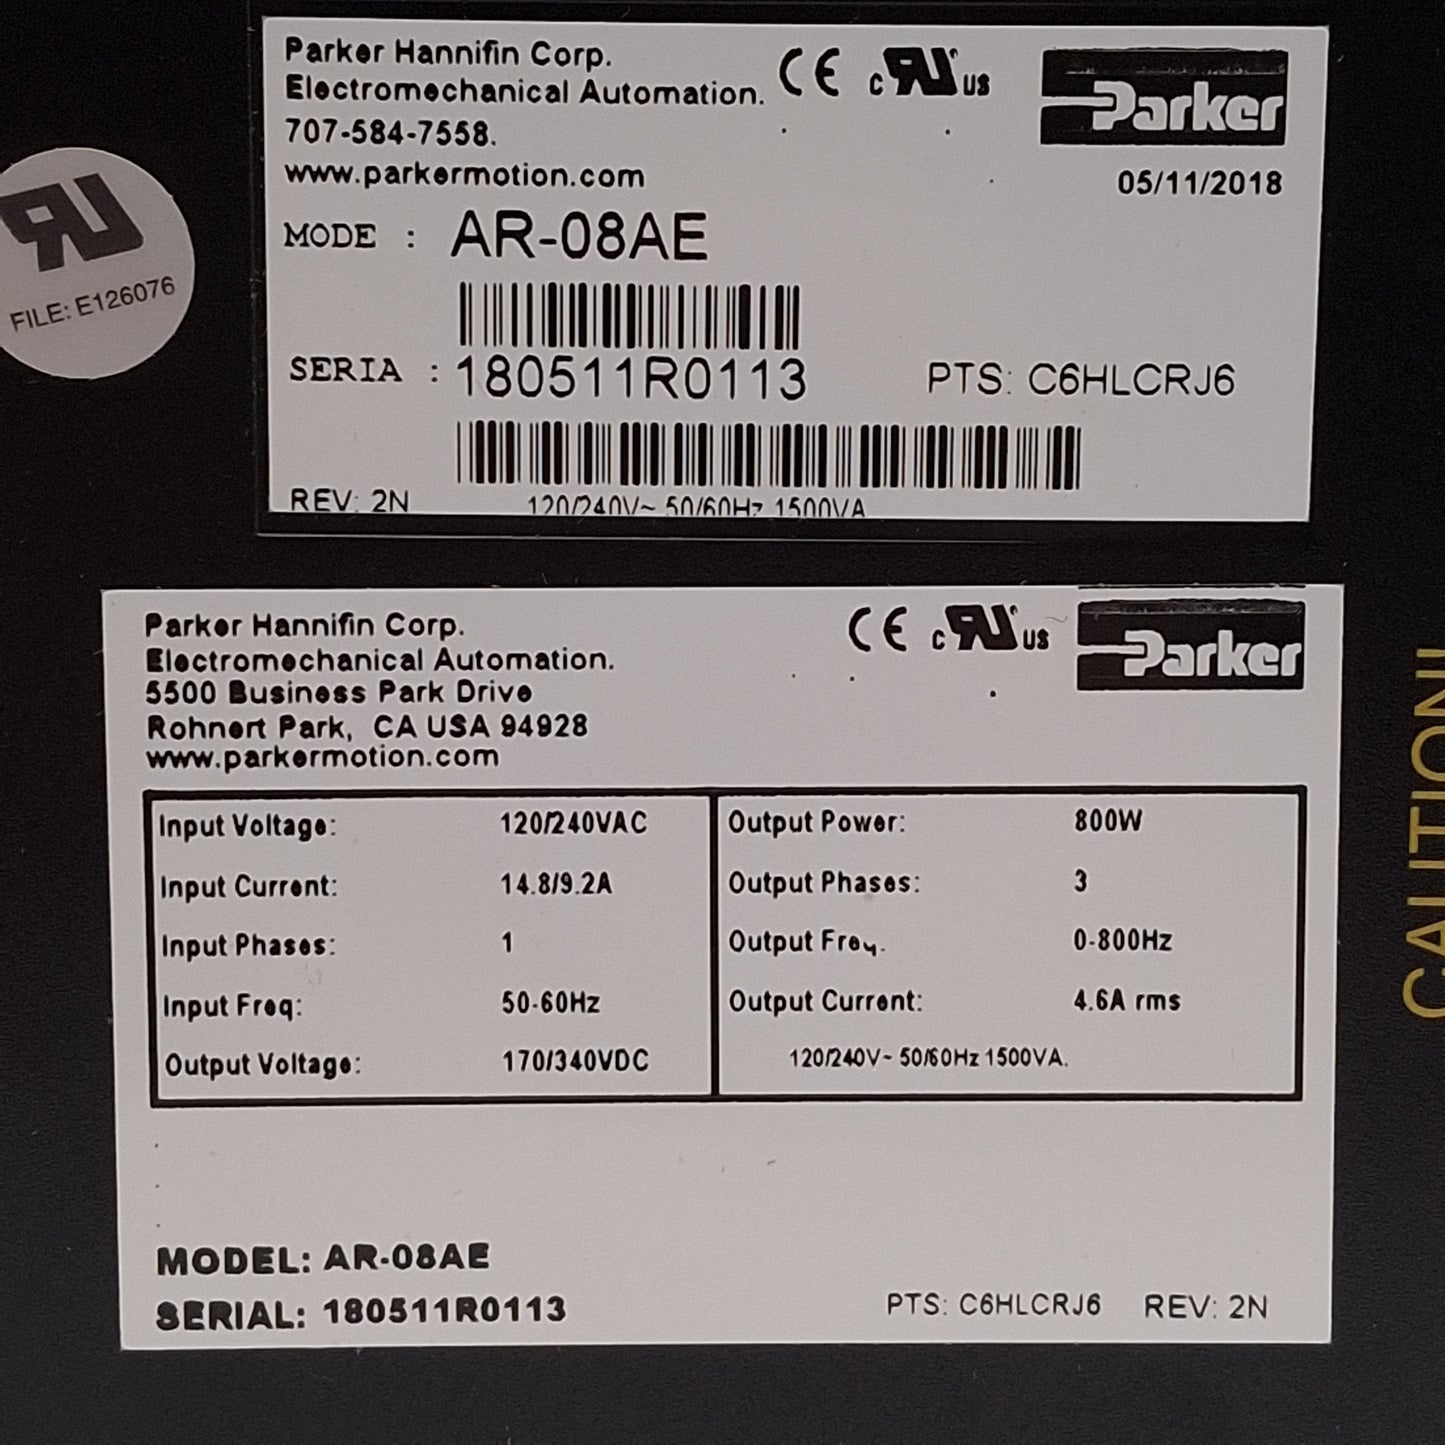 Parker Hannifin Corp.
Electromechanical Automation.
707-584-7558.
www.parkermotion.com
CE c RU US
Parker
05/11/2018
MODE : AR-08AE
SERIA : 180511R0113 PTS: C6HLCRJ6
REV: 2N 120/240V~ 50/60Hz 1500VA
RU
FILE: E126076
Parker Hannifin Corp.
Electromechanical Automation.
5500 Business Park Drive
Rohnert Park, CA USA 94928
www.parkermotion.com
CE c RU US
Parker
Input Voltage: 120/240VAC
Input Current: 14.8/9.2A
Input Phases: 1
Input Freq: 50-60Hz
Output Voltage: 170/340VDC
Output Power: 800W
Output Phases: 3
Output Freq. 0-800Hz
Output Current: 4.6A rms
120/240V~ 50/60Hz 1500VA.
MODEL: AR-08AE
SERIAL: 180511R0113
PTS: C6HLCRJ6 REV: 2N
CAUTION!